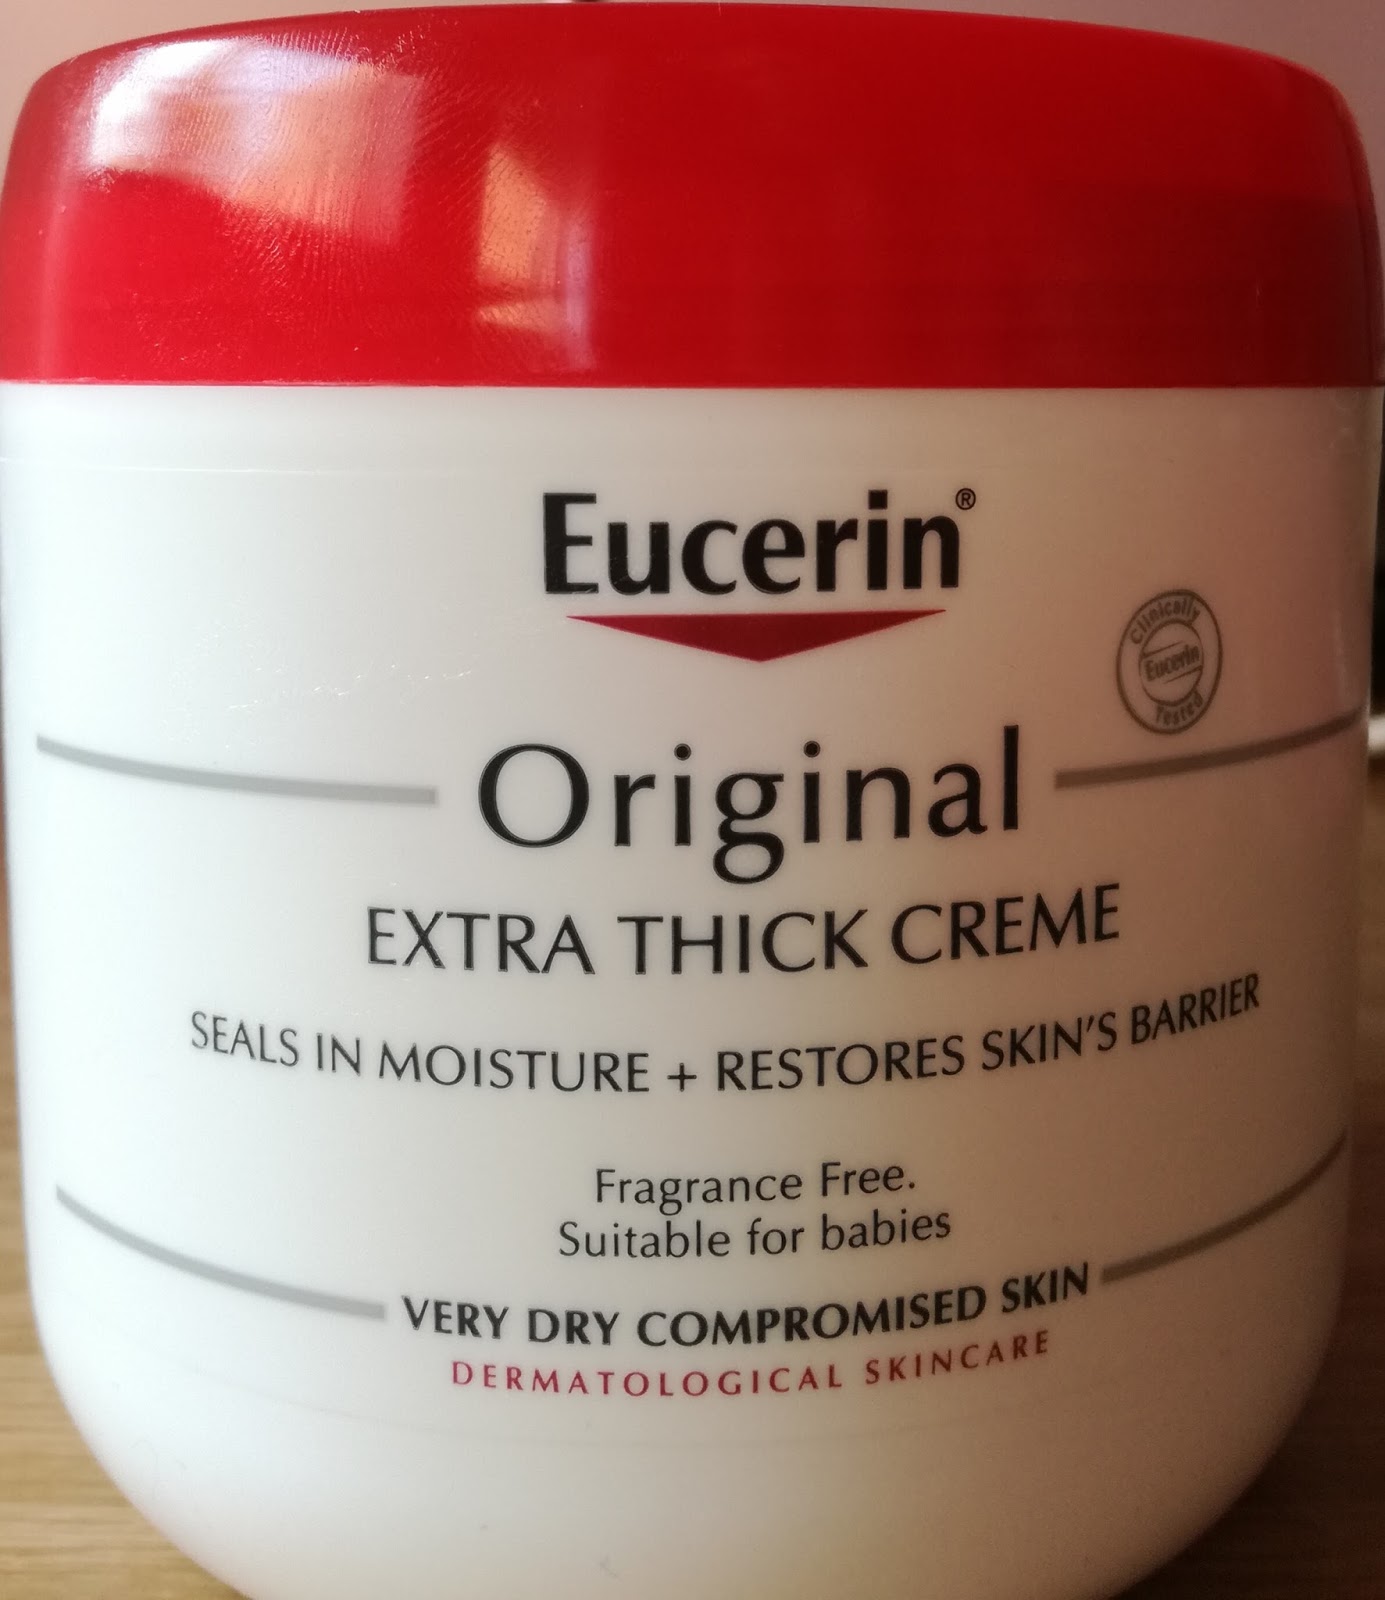 Eucerin®
Clinically
Eucerin
Tested
Original
EXTRA THICK CREME
SEALS IN MOISTURE + RESTORES SKIN'S BARRIER
Fragrance Free.
Suitable for babies
VERY DRY COMPROMISED SKIN
DERMATOLOGICAL SKINCARE